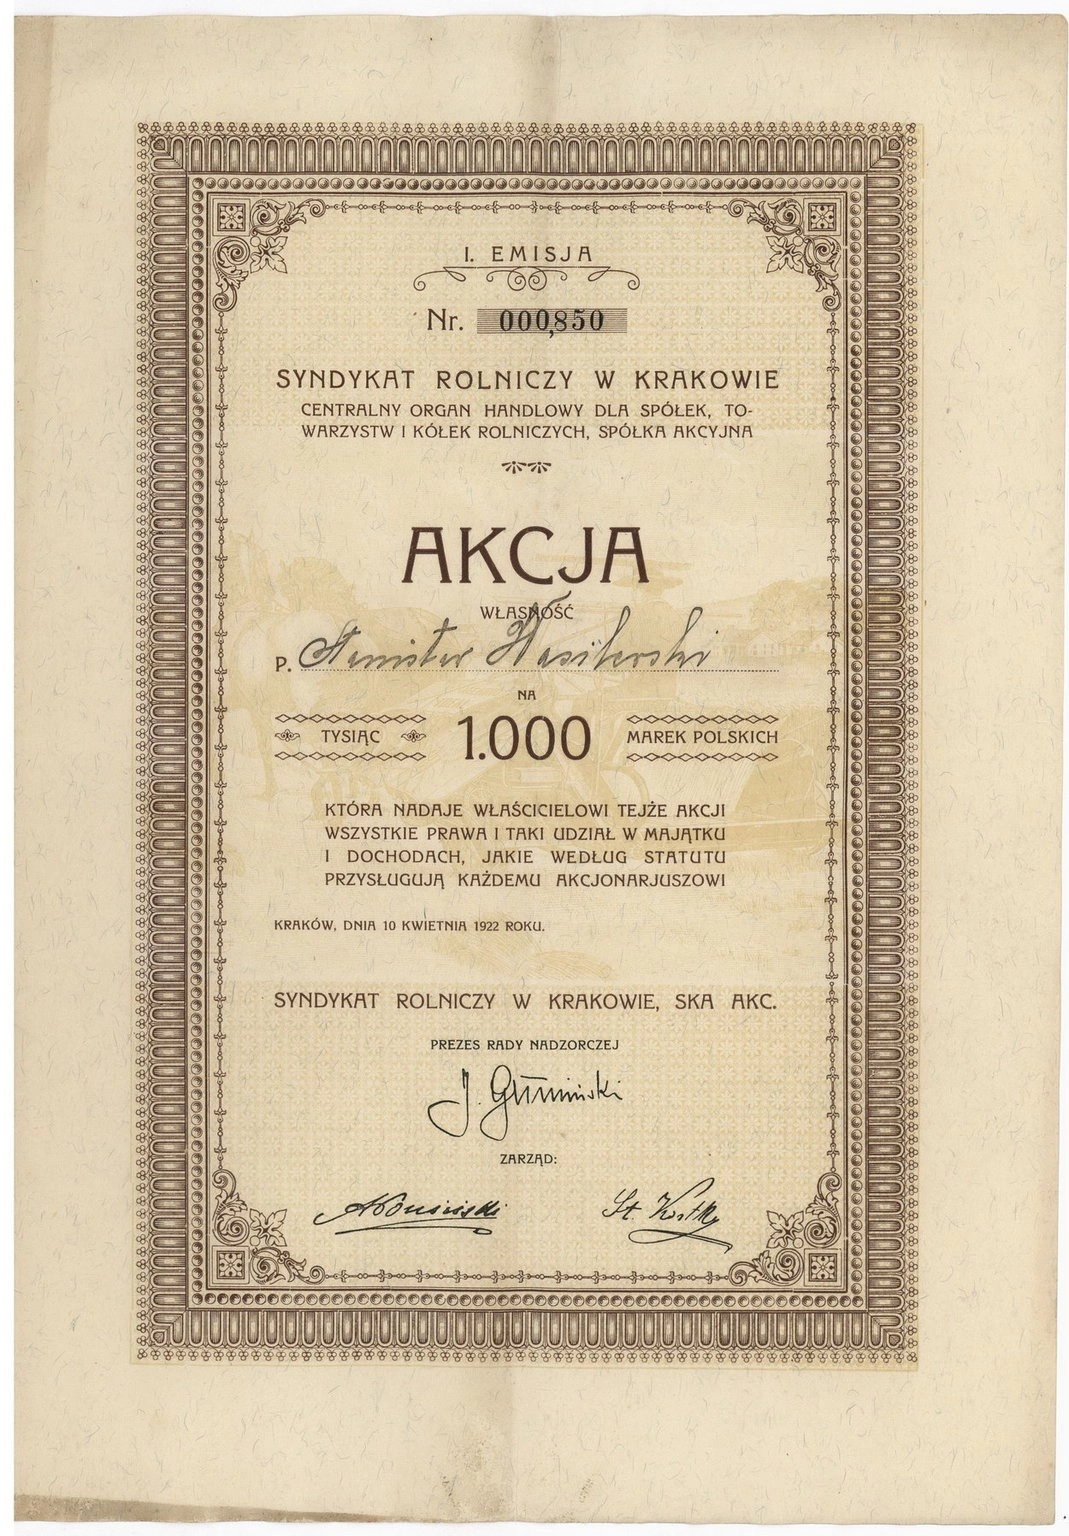 I. EMISJA
Nr. 000,850
SYNDYKAT ROLNICZY W KRAKOWIE
CENTRALNY ORGAN HANDLOWY DLA SPÓŁEK, TO-
WARZYSTW I KÓŁEK ROLNICZYCH, SPÓŁKA AKCYJNA
AKCJA
WŁASNOŚĆ
P.
NA
TYSIĄC 1.000 MAREK POLSKICH
KTÓRA NADAJE WŁAŚCICIELOWI TEJŻE AKCJI
WSZYSTKIE PRAWA I TAKI UDZIAŁ W MAJĄTKU
I DOCHODACH, JAKIE WEDŁUG STATUTU
PRZYSŁUGUJĄ KAŻDEMU AKCJONARJUSZOWI
KRAKÓW, DNIA 10 KWIETNIA 1922 ROKU.
SYNDYKAT ROLNICZY W KRAKOWIE, SKA AKC.
PREZES RADY NADZORCZEJ
J.
ZARZĄD:
St.